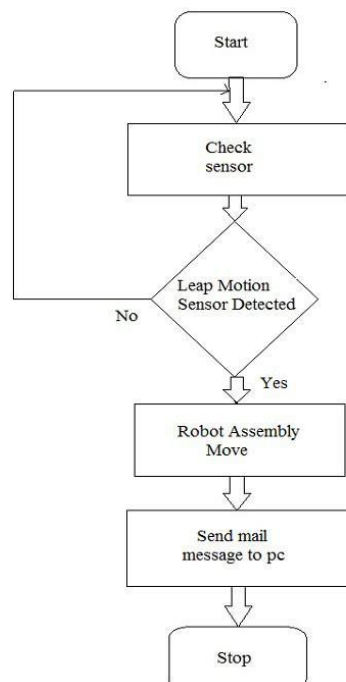 Start
Check
sensor
Leap Motion
Sensor Detected
No
Yes
Robot Assembly
Move
Send mail
message to pc
Stop